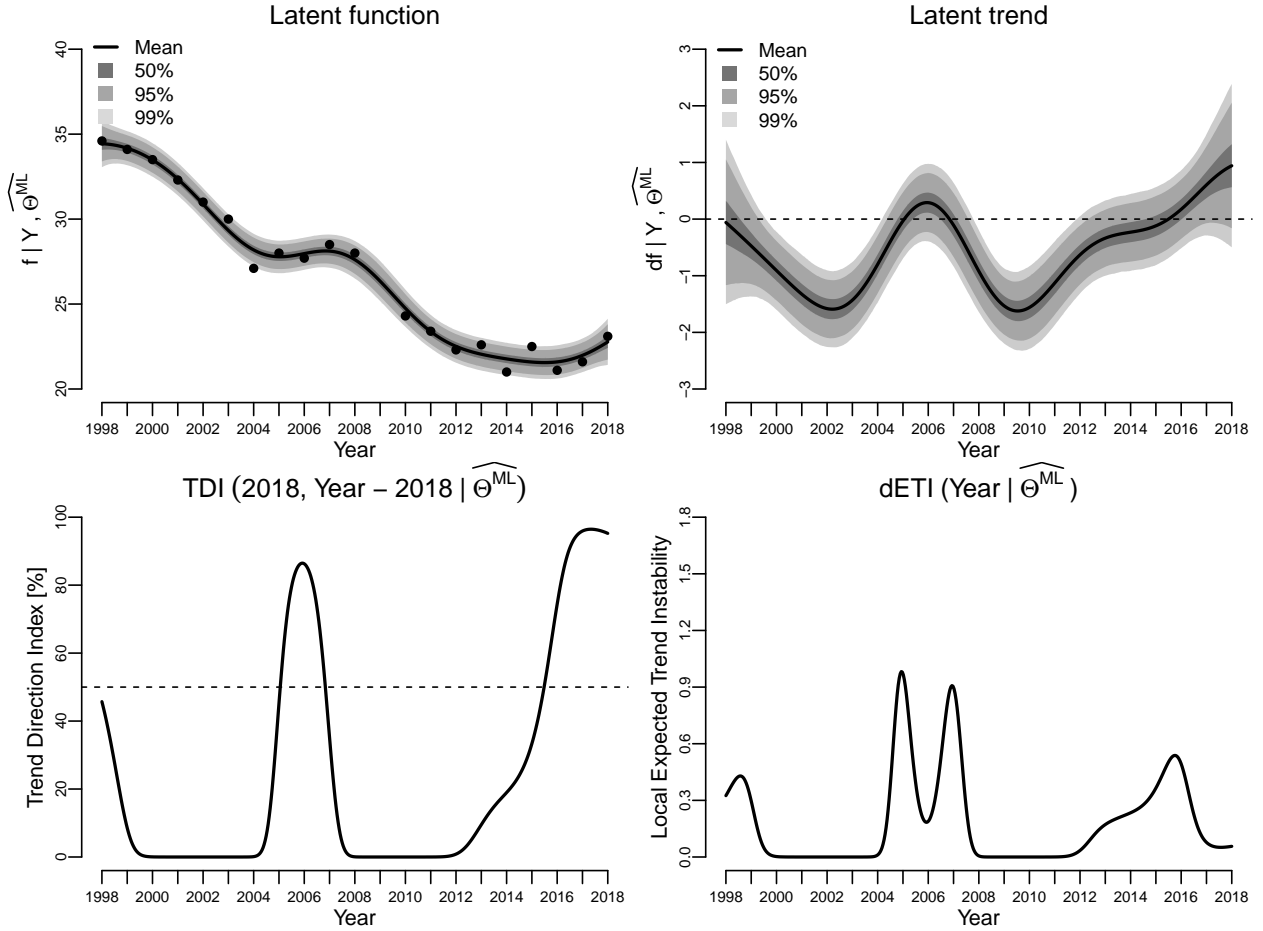 Latent function
Mean
50%
95%
99%
f | Y , Θ^ML
40
35
30
25
20
1998 2000 2002 2004 2006 2008 2010 2012 2014 2016 2018
Year
Latent trend
Mean
50%
95%
99%
df | Y , Θ^ML
3
2
1
0
−1
−2
−3
1998 2000 2002 2004 2006 2008 2010 2012 2014 2016 2018
Year
TDI (2018, Year − 2018 | Θ^ML)
Trend Direction Index [%]
100
80
60
40
20
0
1998 2000 2002 2004 2006 2008 2010 2012 2014 2016 2018
Year
dETI (Year | Θ^ML )
Local Expected Trend Instability
1.8
1.5
1.2
0.9
0.6
0.3
0.0
1998 2000 2002 2004 2006 2008 2010 2012 2014 2016 2018
Year